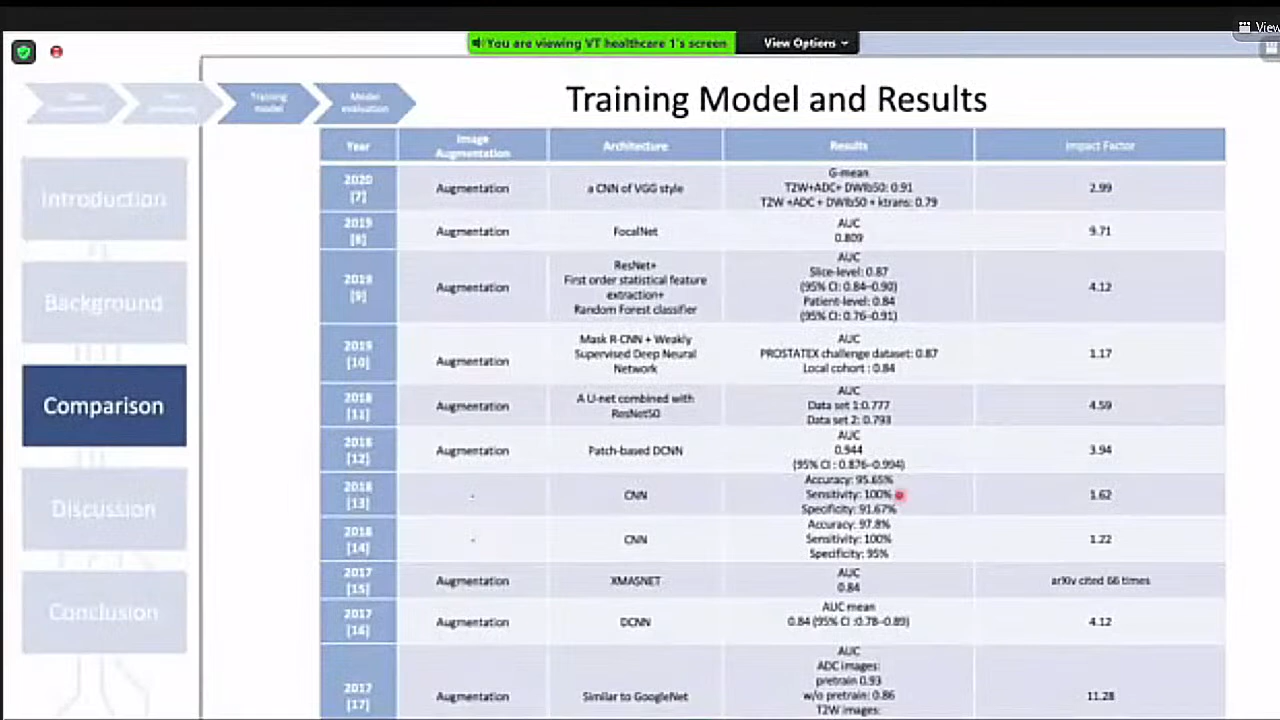 View
You are viewing VT healthcare 1's screen
View Options
Training
model
Model
evaluation
Training Model and Results
Introduction
Background
Comparison
Discussion
Conclusion
Year
Image
Augmentation
Architecture
Results
Impact Factor
2020
[7]
Augmentation
a CNN of VGG style
G-mean
T2W+ADC+ DWIb50: 0.91
T2W +ADC + DWIb50 + ktrans: 0.79
2.99
2019
[8]
Augmentation
FocalNet
AUC
0.809
9.71
2019
[9]
Augmentation
ResNet+
First order statistical feature
extraction+
Random Forest classifier
AUC
Slice-level: 0.87
(95% CI: 0.84-0.90)
Patient-level: 0.84
(95% CI: 0.76-0.91)
4.12
2019
[10]
Augmentation
Mask R-CNN + Weakly
Supervised Deep Neural
Network
AUC
PROSTATEX challenge dataset: 0.87
Local cohort : 0.84
1.17
2018
[11]
Augmentation
A U-net combined with
ResNet50
AUC
Data set 1:0.777
Data set 2: 0.793
4.59
2018
[12]
Augmentation
Patch-based DCNN
AUC
0.944
(95% CI : 0.876-0.994)
3.94
2018
[13]
-
CNN
Accuracy: 95.65%
Sensitivity: 100%
Specificity: 91.67%
1.62
2018
[14]
-
CNN
Accuracy: 97.8%
Sensitivity: 100%
Specificity: 95%
1.22
2017
[15]
Augmentation
XMASNET
AUC
0.84
arXiv cited 66 times
2017
[16]
Augmentation
DCNN
AUC mean
0.84 (95% CI :0.78-0.89)
4.12
2017
[17]
Augmentation
Similar to GoogleNet
AUC
ADC images:
pretrain 0.93
w/o pretrain: 0.86
T2W images:
11.28